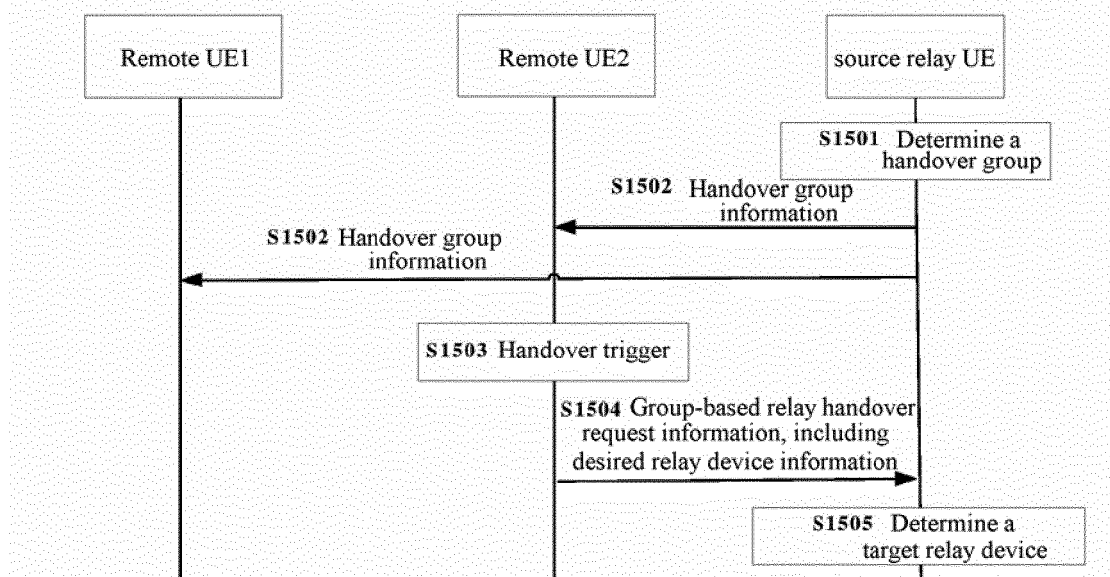 Remote UE1
Remote UE2
source relay UE
S1501 Determine a
handover group
S1502 Handover group
information
S1502 Handover group
information
S1503 Handover trigger
S1504 Group-based relay handover
request information, including
desired relay device information
S1505 Determine a
target relay device